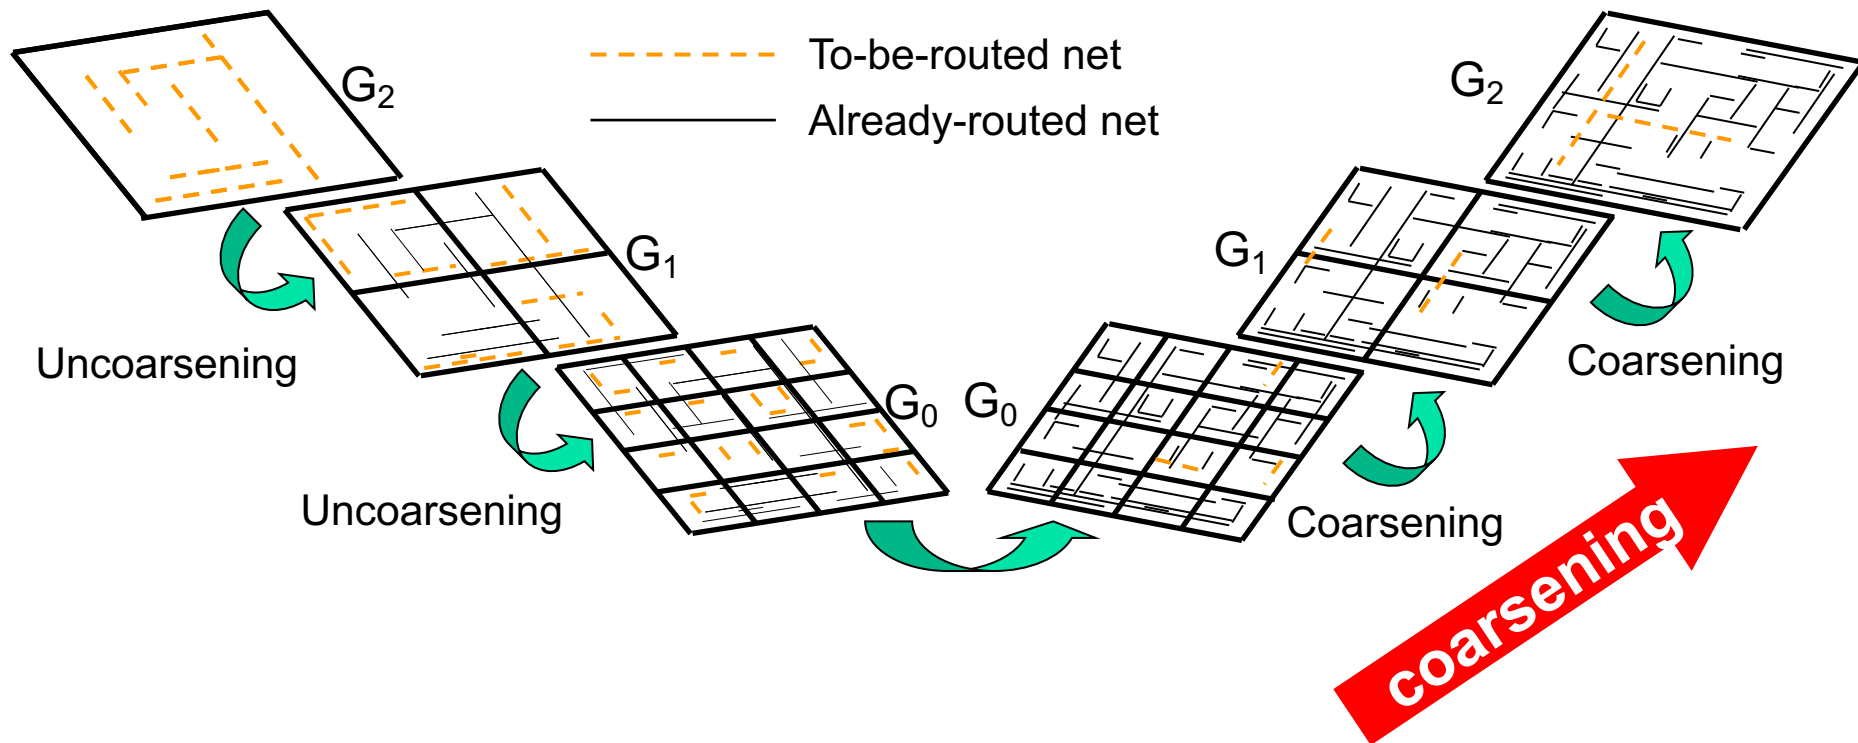 To-be-routed net
Already-routed net
G2
G1
G0
G0
G1
G2
Uncoarsening
Uncoarsening
Coarsening
Coarsening
coarsening